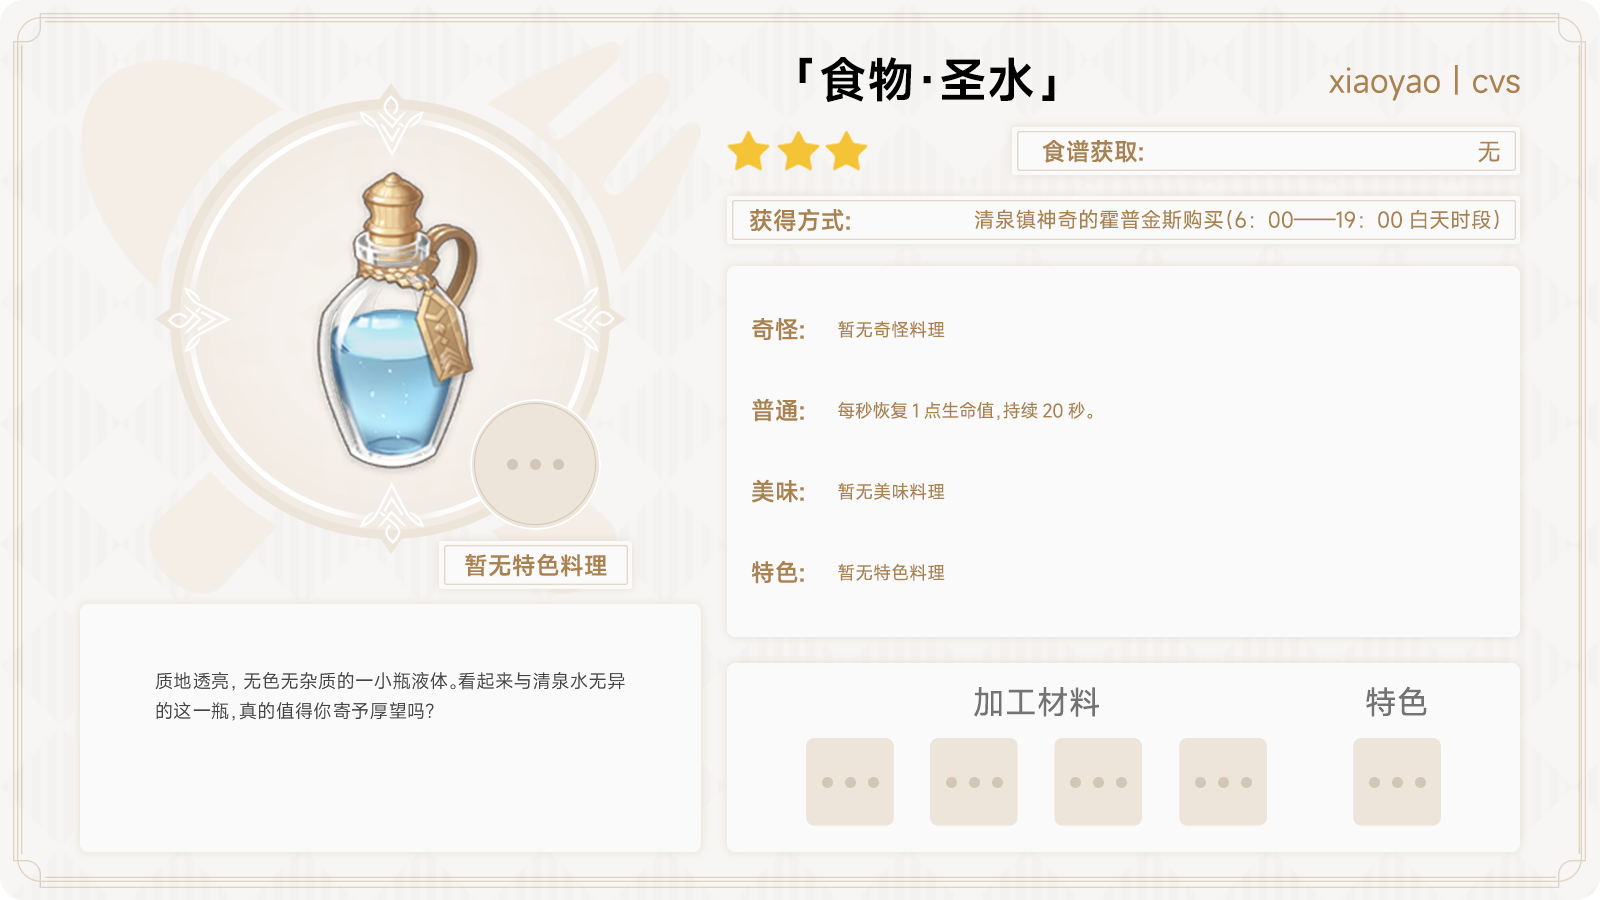 「食物·圣水」
xiaoyao | cvs
食谱获取: 无
获得方式: 清泉镇神奇的霍普金斯购买(6：00——19：00 白天时段)
奇怪: 暂无奇怪料理
普通: 每秒恢复 1 点生命值,持续 20 秒。
美味: 暂无美味料理
特色: 暂无特色料理
暂无特色料理
质地透亮, 无色无杂质的一小瓶液体。看起来与清泉水无异
的这一瓶,真的值得你寄予厚望吗？
加工材料 特色